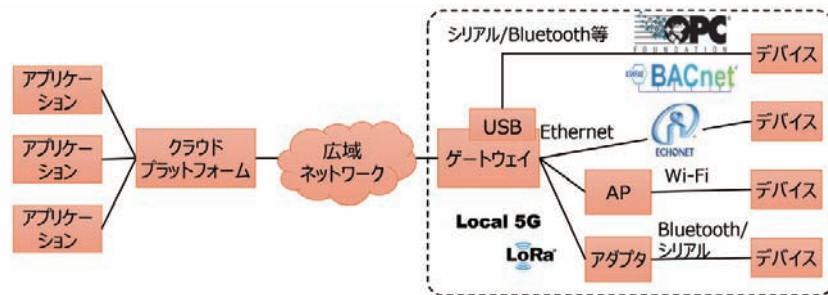 アプリケー
ション
アプリケー
ション
アプリケー
ション
クラウド
プラットフォーム
広域
ネットワーク
シリアル/Bluetooth等
OPC
FOUNDATION
BACnet
デバイス
USB
ゲートウェイ
Ethernet
ECHONET
デバイス
AP
Wi-Fi
デバイス
Local 5G
LoRa
アダプタ
Bluetooth/
シリアル
デバイス